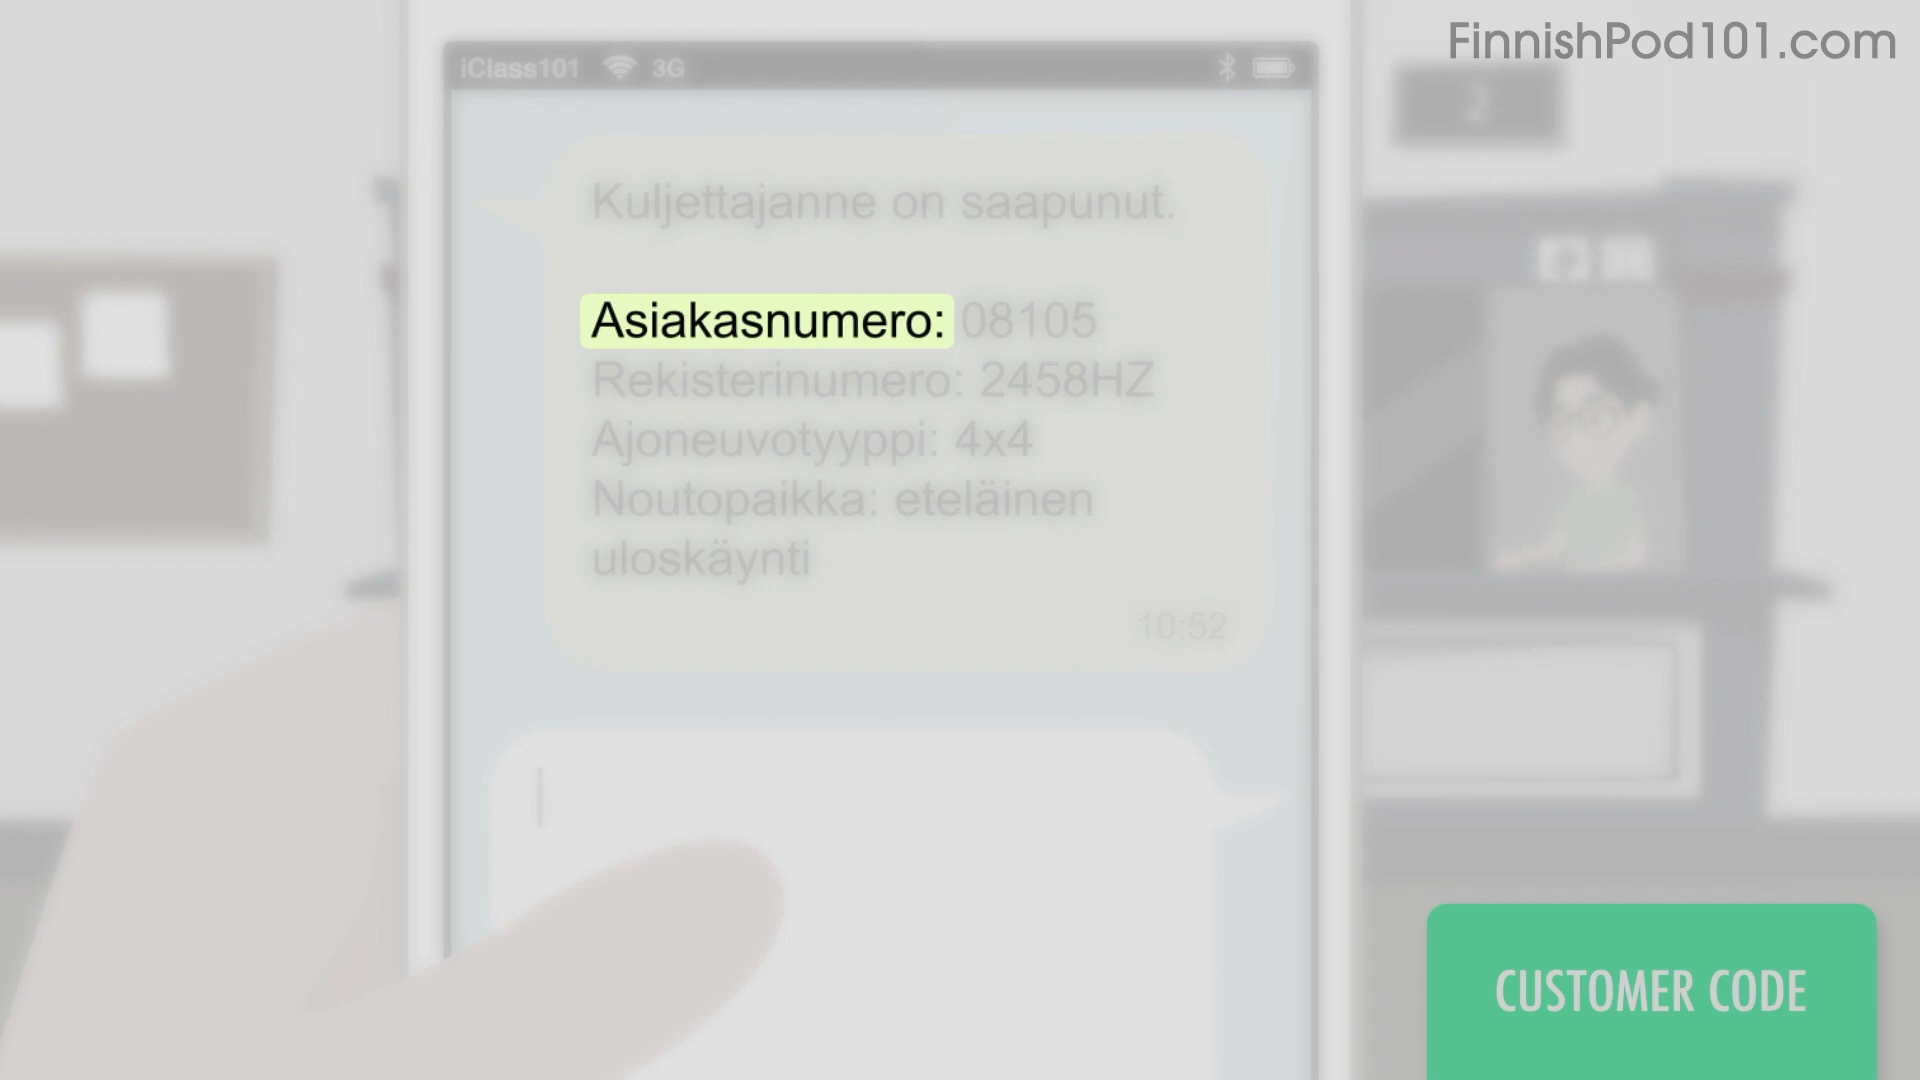 FinnishPod101.com
iClass101 3G
2
Kuljettajanne on saapunut.
Asiakasnumero: 08105
Rekisterinumero: 2458HZ
Ajoneuvotyyppi: 4x4
Noutopaikka: eteläinen
uloskäynti
10:52
CUSTOMER CODE